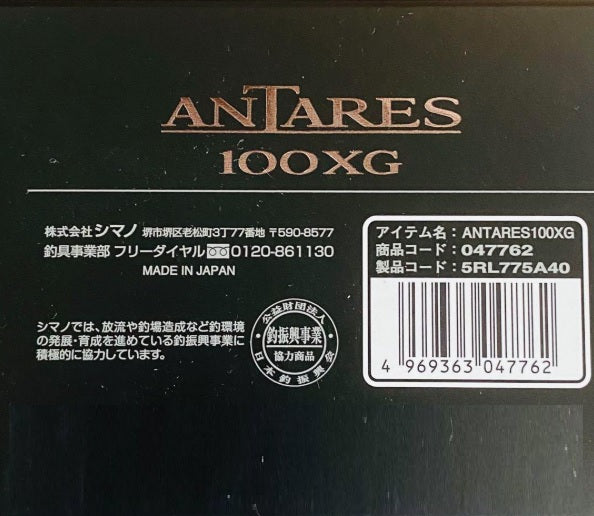 ANTARES
100XG
株式会社 シマノ 堺市堺区老松町3丁77番地 〒590-8577
釣具事業部 フリーダイヤル 0120-861130
MADE IN JAPAN
シマノでは、放流や釣場造成など釣環境
の発展・育成を進めている釣振興事業に
積極的に協力しています。
公益財団法人
釣振興事業
協力商品
日本釣振興会
アイテム名：ANTARES100XG
商品コード：047762
製品コード：5RL775A40
4 969363 047762